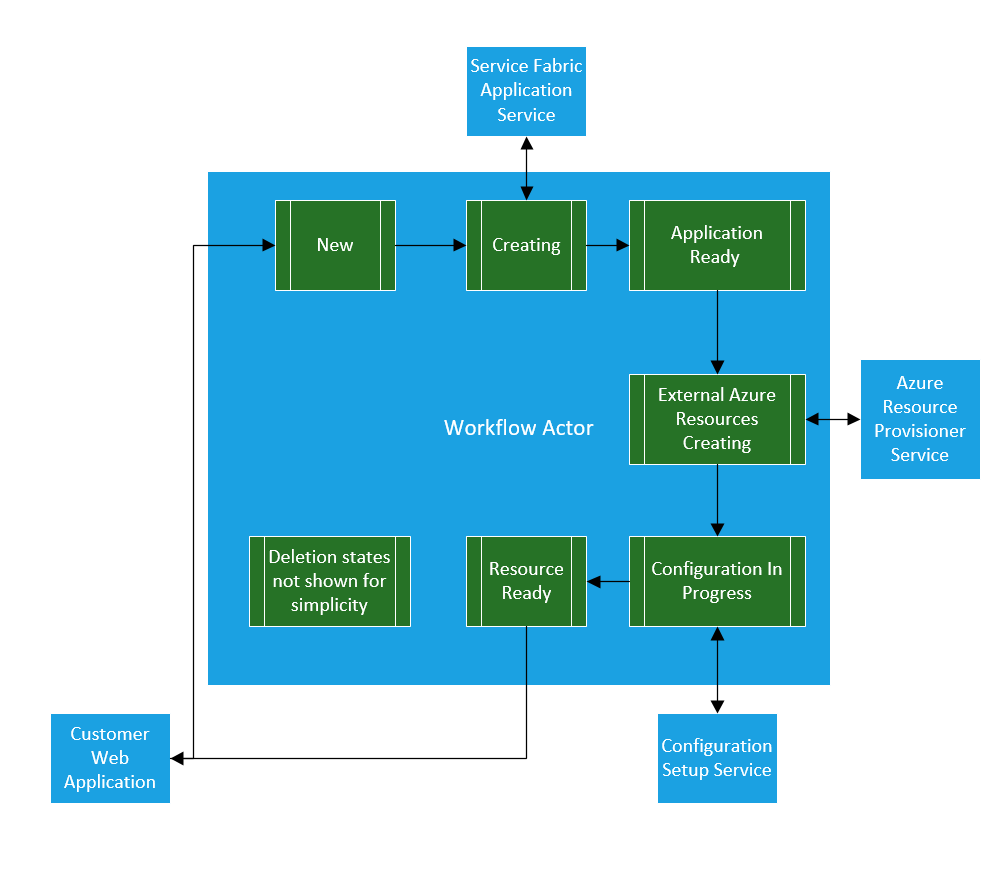 Service Fabric
Application
Service
New
Creating
Application
Ready
External Azure
Resources
Creating
Azure
Resource
Provisioner
Service
Workflow Actor
Deletion states
not shown for
simplicity
Resource
Ready
Configuration In
Progress
Customer
Web
Application
Configuration
Setup Service